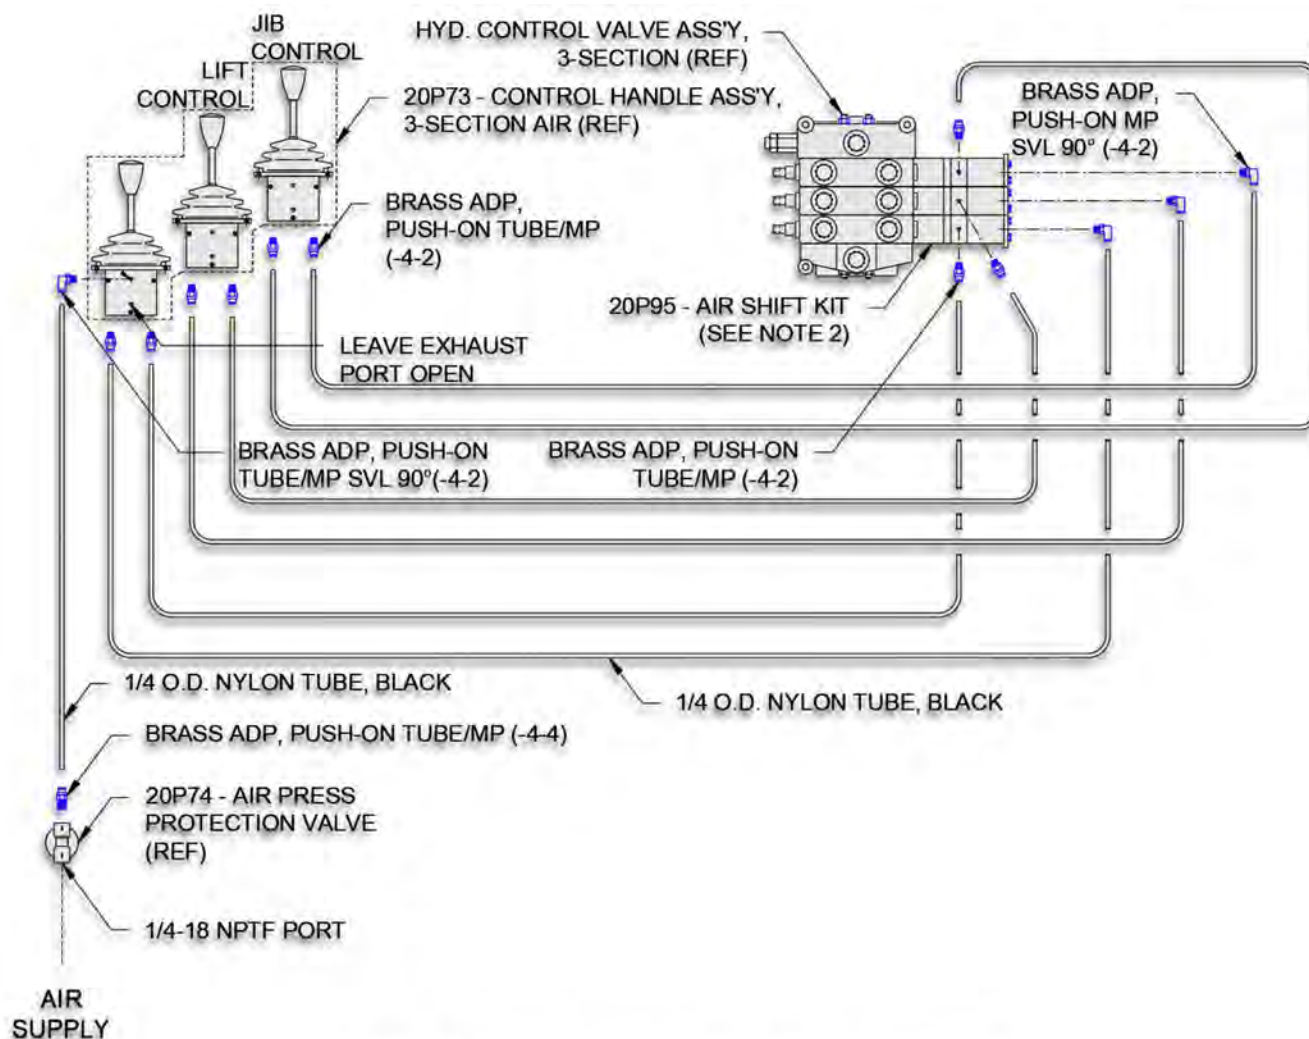 JIB
CONTROL
LIFT
CONTROL
HYD. CONTROL VALVE ASS'Y,
3-SECTION (REF)
20P73 - CONTROL HANDLE ASS'Y,
3-SECTION AIR (REF)
BRASS ADP,
PUSH-ON MP
SVL 90° (-4-2)
BRASS ADP,
PUSH-ON TUBE/MP
(-4-2)
20P95 - AIR SHIFT KIT
(SEE NOTE 2)
LEAVE EXHAUST
PORT OPEN
BRASS ADP, PUSH-ON
TUBE/MP SVL 90°(-4-2)
BRASS ADP, PUSH-ON
TUBE/MP (-4-2)
1/4 O.D. NYLON TUBE, BLACK
1/4 O.D. NYLON TUBE, BLACK
BRASS ADP, PUSH-ON TUBE/MP (-4-4)
20P74 - AIR PRESS
PROTECTION VALVE
(REF)
1/4-18 NPTF PORT
AIR
SUPPLY